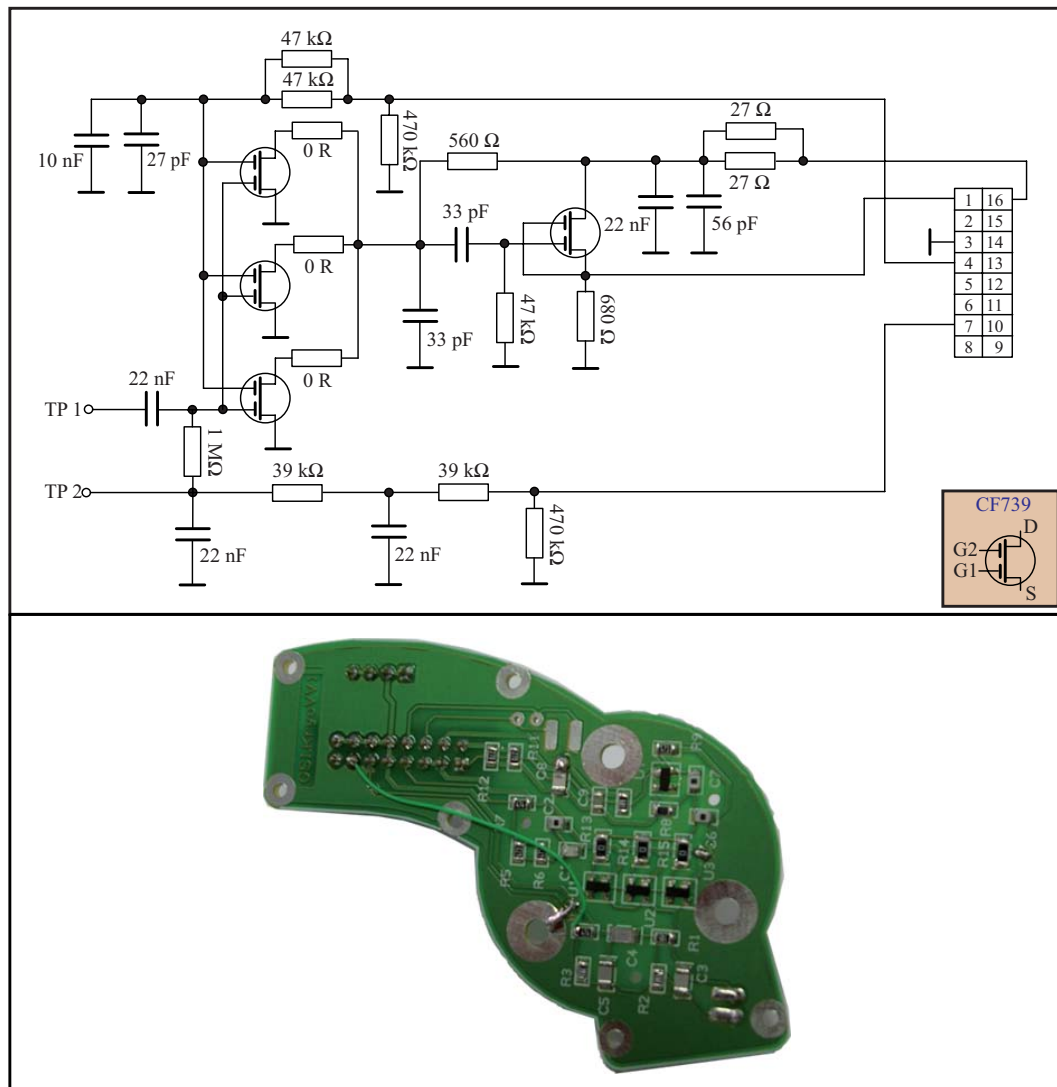 47 kΩ
47 kΩ
10 nF
27 pF
0 R
470 kΩ
560 Ω
27 Ω
27 Ω
33 pF
22 nF
56 pF
0 R
33 pF
47 kΩ
680 Ω
0 R
1 16
2 15
3 14
4 13
5 12
6 11
7 10
8 9
22 nF
TP 1
1 MΩ
TP 2
39 kΩ
39 kΩ
22 nF
22 nF
470 kΩ
CF739
D
G2
G1
S
R11
R12
C8
R9
C7
C9
R8
C6
R13
R14
R15
R5
R6
U3
U2
R1
C4
R3
C5
R2
C3